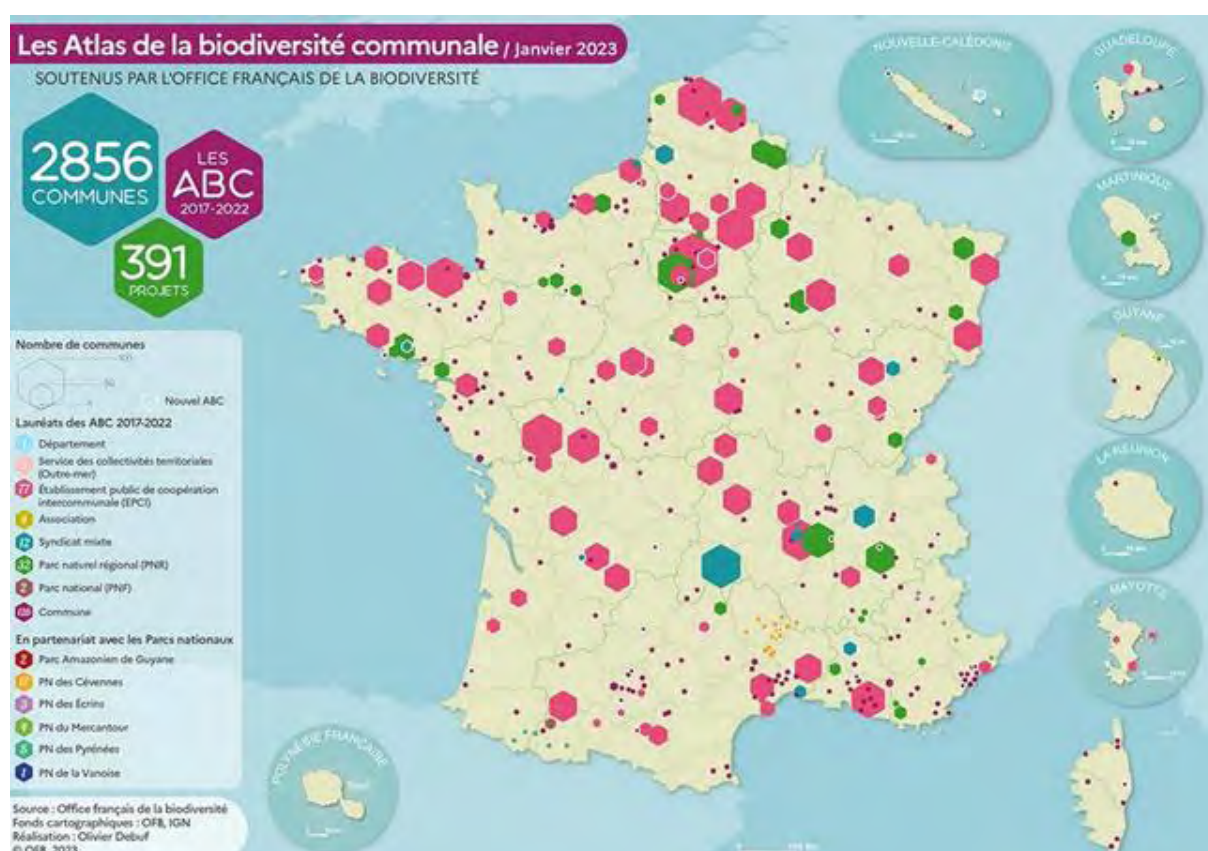 Les Atlas de la biodiversité communale / Janvier 2023
SOUTENUS PAR L'OFFICE FRANÇAIS DE LA BIODIVERSITÉ
2856
COMMUNES
LES
ABC
2017-2022
391
PROJETS
Nombre de communes
Nouvel ABC
Lauréats des ABC 2017-2022
Département
Service des collectivités territoriales
(Outre-mer)
77 Établissement public de coopération
intercommunale (EPCI)
Association
12 Syndicat mixte
32 Parc naturel régional (PNR)
2 Parc national (PNF)
Commune
En partenariat avec les Parcs nationaux
2 Parc Amazonien de Guyane
PN des Cévennes
PN des Écrins
PN du Mercantour
PN des Pyrénées
PN de la Vanoise
Source : Office français de la biodiversité
Fonds cartographiques : OFB, IGN
Réalisation : Olivier Debuf
© OFB, 2023
NOUVELLE-CALÉDONIE
GUADELOUPE
MARTINIQUE
GUYANE
LA RÉUNION
MAYOTTE
POLYNÉSIE FRANÇAISE